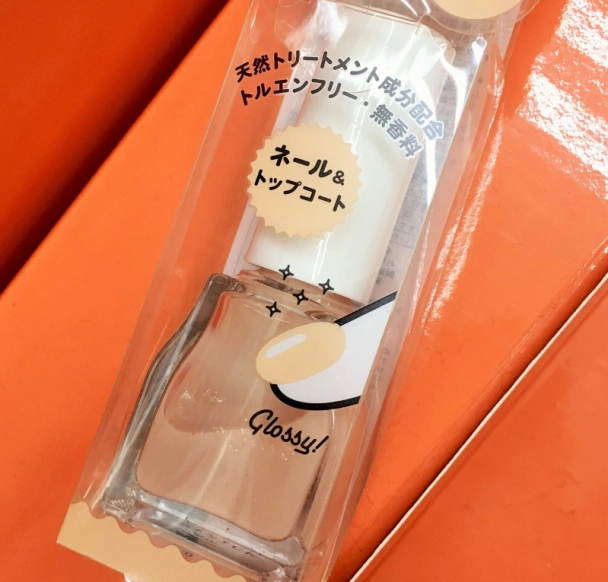 天然トリートメント成分配合
トルエンフリー・無香料
ネール&
トップコート
Glossy!